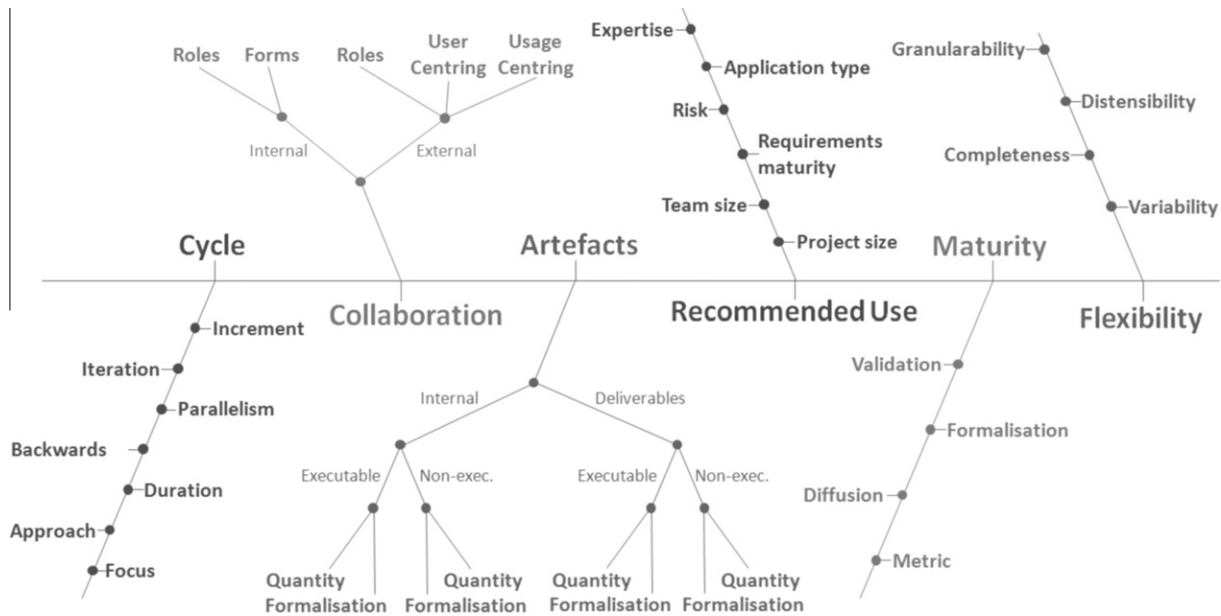 Expertise
Roles Forms Roles User Centring Usage Centring
Granularability
Application type
Distensibility
Risk
Internal External
Requirements maturity
Completeness
Team size
Variability
Cycle Artefacts Project size Maturity
Collaboration Recommended Use Flexibility
Increment
Iteration
Validation
Internal Deliverables
Parallelism
Formalisation
Backwards
Executable Non-exec. Executable Non-exec.
Duration
Diffusion
Approach
Metric
Focus
Quantity Quantity Quantity Quantity
Formalisation Formalisation Formalisation Formalisation